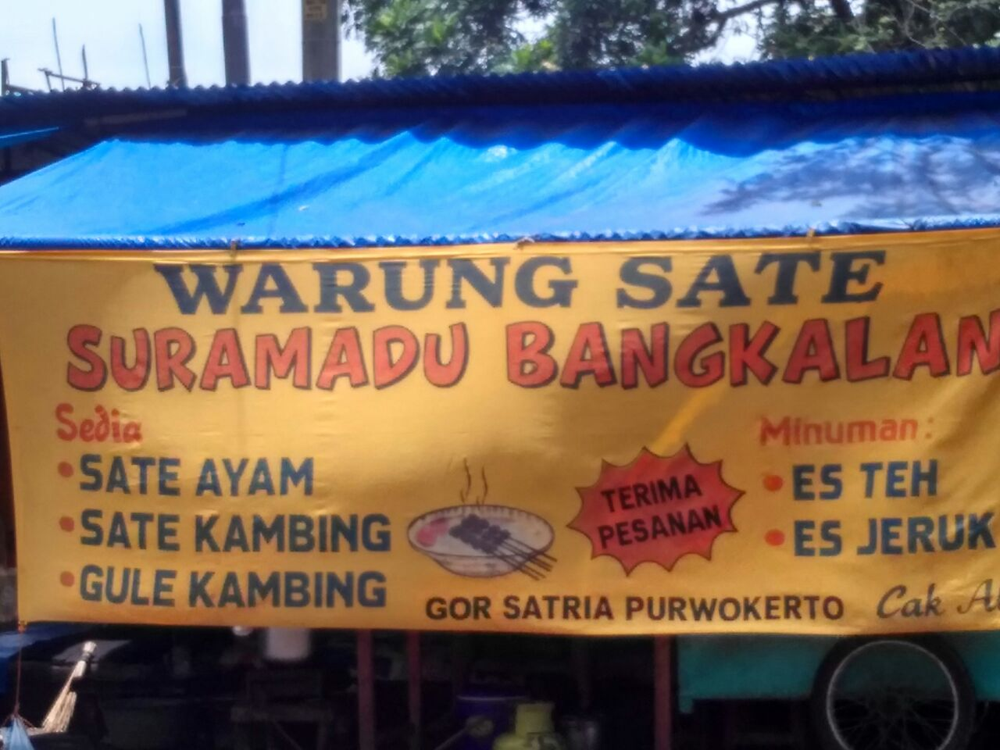 WARUNG SATE
SURAMADU BANGKALAN
Sedia
• SATE AYAM
• SATE KAMBING
• GULE KAMBING
TERIMA
PESANAN
Minuman :
• ES TEH
• ES JERUK
GOR SATRIA PURWOKERTO
Cak